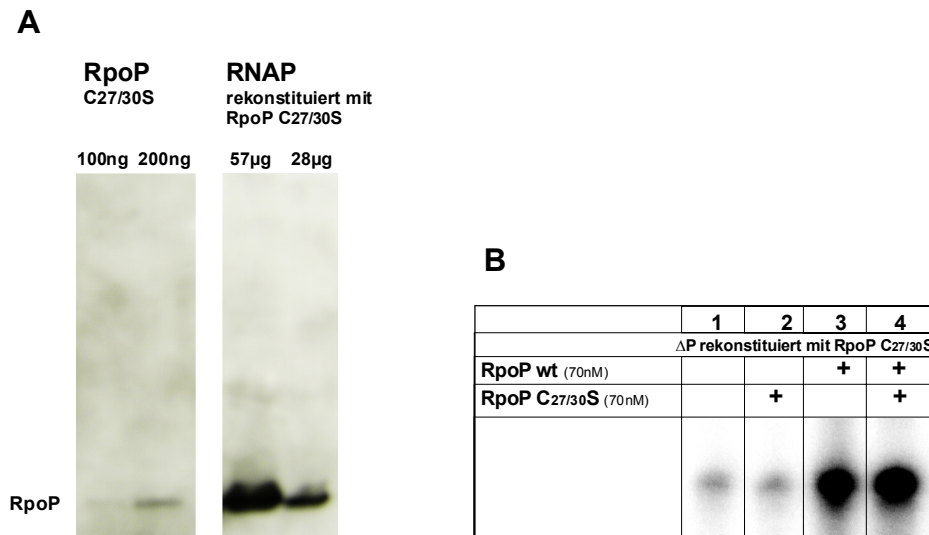 A
RpoP
C27/30S
RNAP
rekonstituiert mit
RpoP C27/30S
100ng 200ng
57µg 28µg
RpoP
B
1 2 3 4
ΔP rekonstituiert mit RpoP C27/30S
RpoP wt (70nM) + +
RpoP C27/30S (70nM) + +